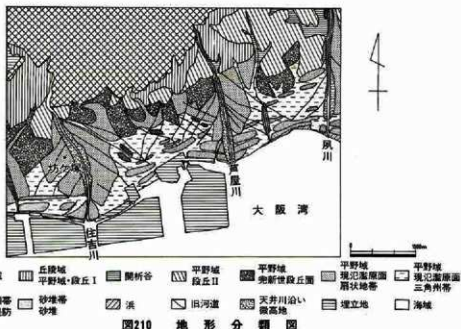 夙川
芦屋川
大阪湾
住吉川
丘陵域
平野域・段丘I
開析谷
平野域
段丘II
平野域
完新世段丘面
平野域
現氾濫原面
扇状地帯
平野域
現氾濫原面
三角州帯
砂堆帯
砂堆
浜
旧河道
天井川沿い
微高地
埋立地
海域
図210 地形分類図